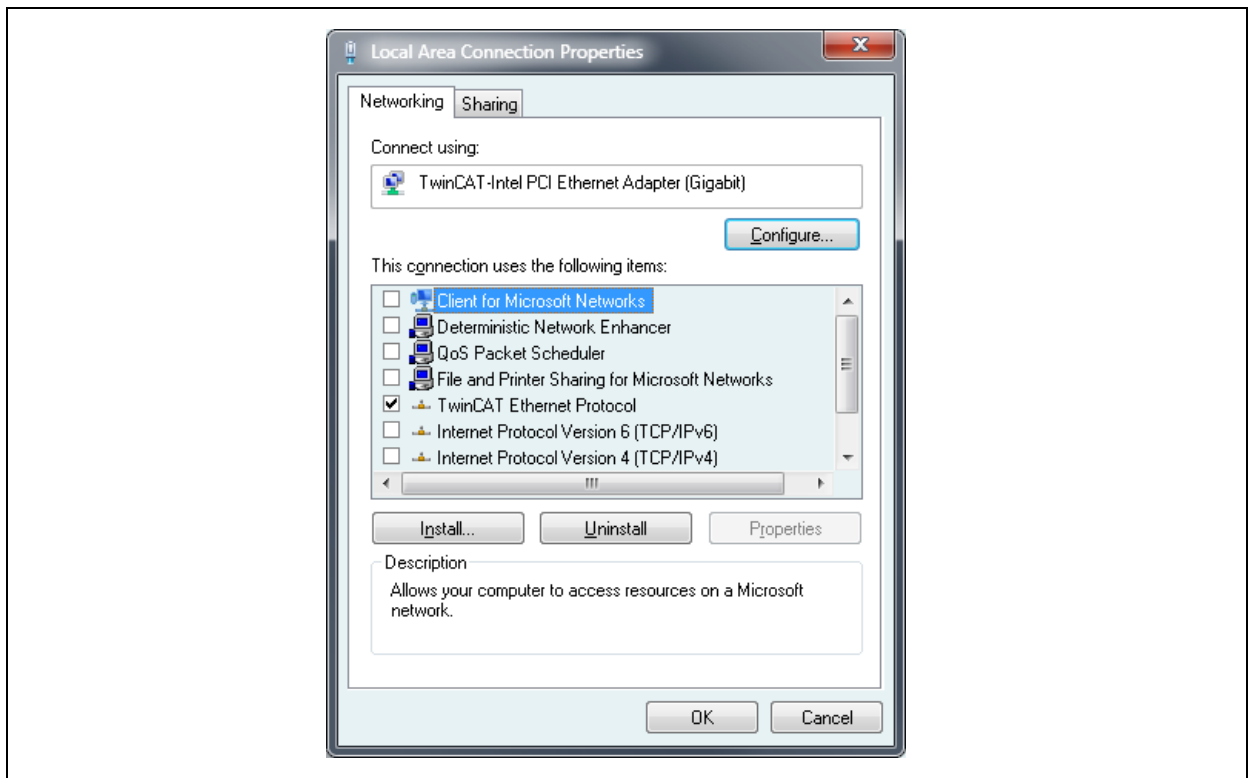 Local Area Connection Properties
Networking
Sharing
Connect using:
TwinCAT-Intel PCI Ethernet Adapter (Gigabit)
Configure...
This connection uses the following items:
Client for Microsoft Networks
Deterministic Network Enhancer
QoS Packet Scheduler
File and Printer Sharing for Microsoft Networks
TwinCAT Ethernet Protocol
Internet Protocol Version 6 (TCP/IPv6)
Internet Protocol Version 4 (TCP/IPv4)
Install...
Uninstall
Properties
Description
Allows your computer to access resources on a Microsoft
network.
OK
Cancel